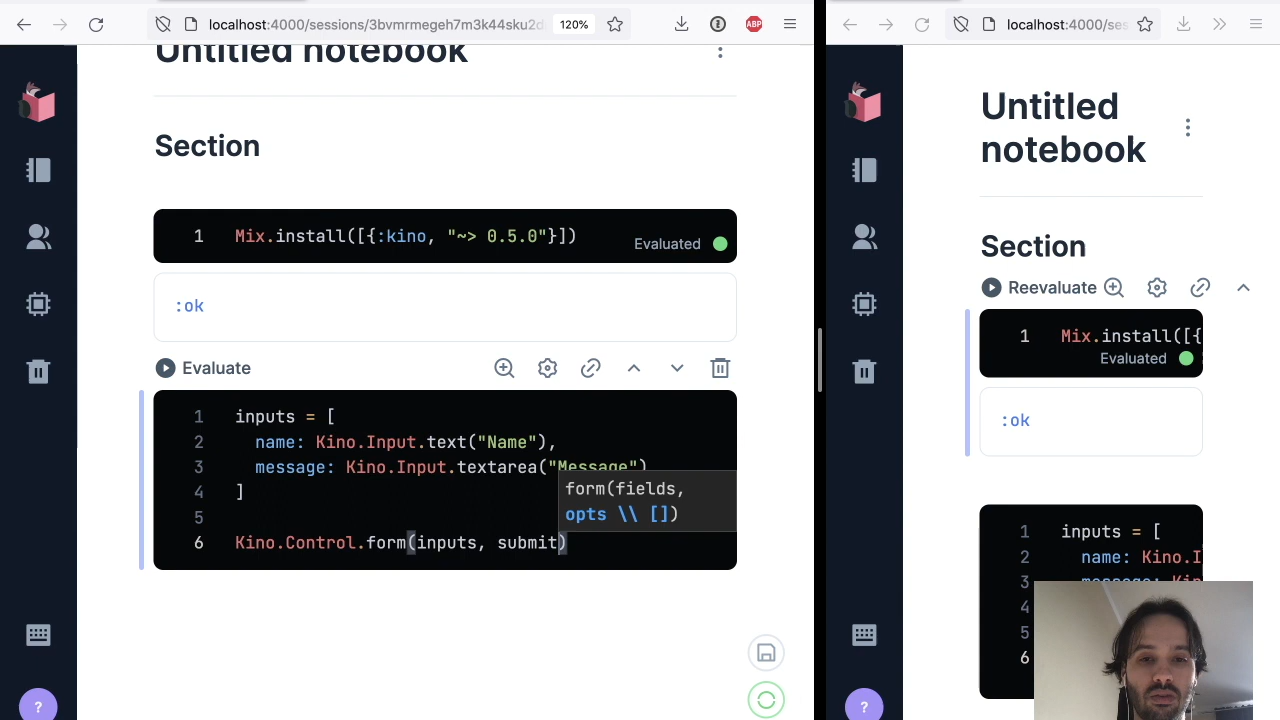 localhost:4000/sessions/3bvmrmegeh7m3k44sku2d
120%
ABP
Untitled notebook
Section
1 Mix.install([{:kino, "~> 0.5.0"}])
Evaluated
:ok
Evaluate
1 inputs = [
2 name: Kino.Input.text("Name"),
3 message: Kino.Input.textarea("Message")
4 ]
5
6 Kino.Control.form(inputs, submit)
form(fields,
opts \\ [])
?
localhost:4000/ses
Untitled
notebook
Section
Reevaluate
1 Mix.install([{
Evaluated
:ok
1 inputs = [
2 name: Kino.I
3 message: Kin
4
5
6
?